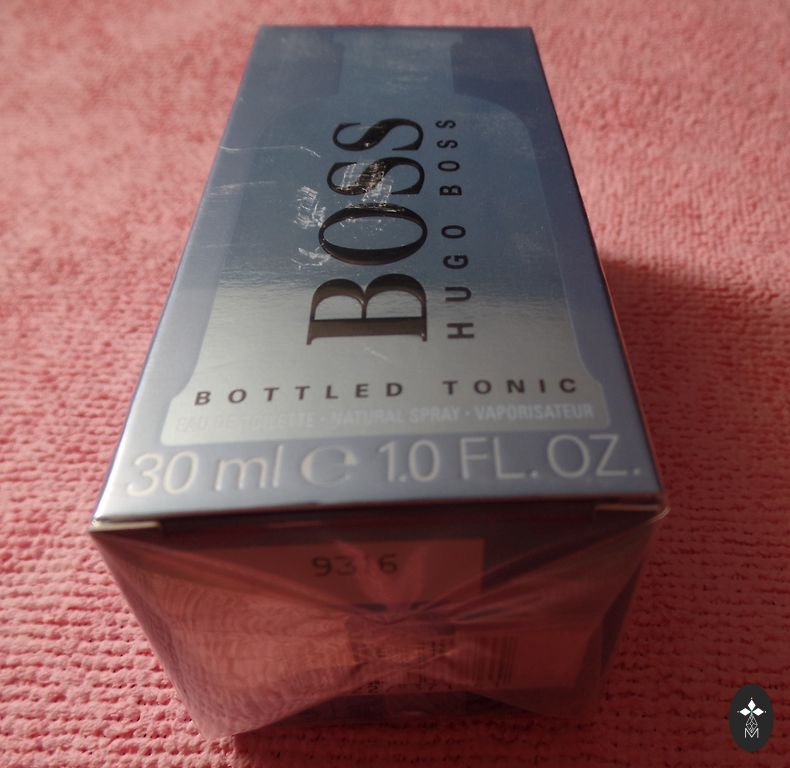 BOSS
HUGO BOSS
BOTTLED TONIC
EAU DE TOILETTE · NATURAL SPRAY · VAPORISATEUR
30 ml ℮ 1.0 FL. OZ.
M